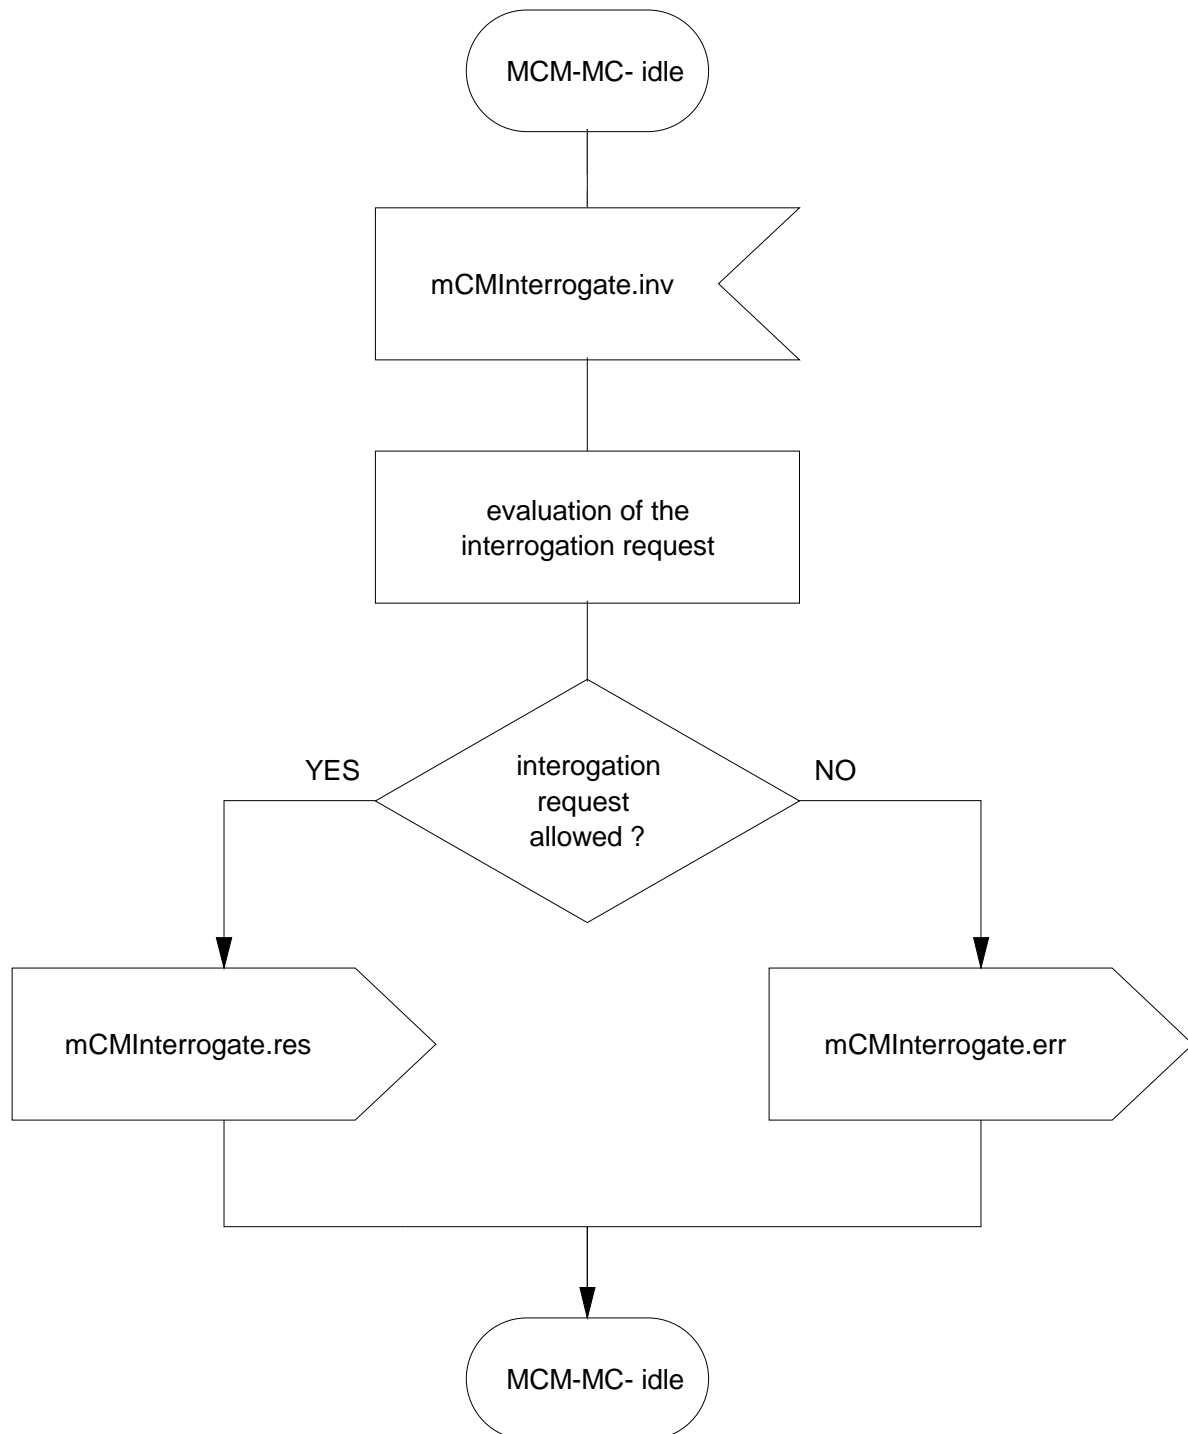 MCM-MC- idle
mCMInterrogate.inv
evaluation of the
interrogation request
YES
interogation
request
allowed ?
NO
mCMInterrogate.res
mCMInterrogate.err
MCM-MC- idle